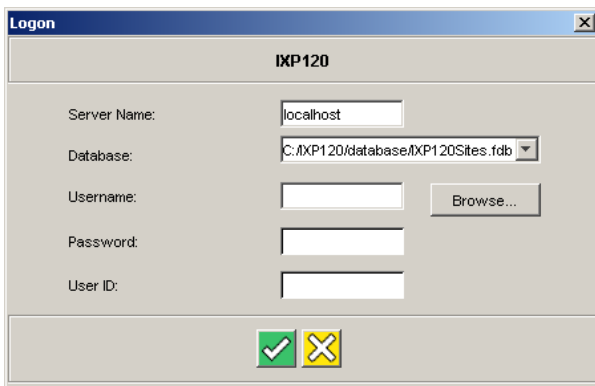 Logon
IXP120
Server Name: localhost
Database: C:/IXP120/database/IXP120Sites.fdb
Username:
Browse...
Password:
User ID: